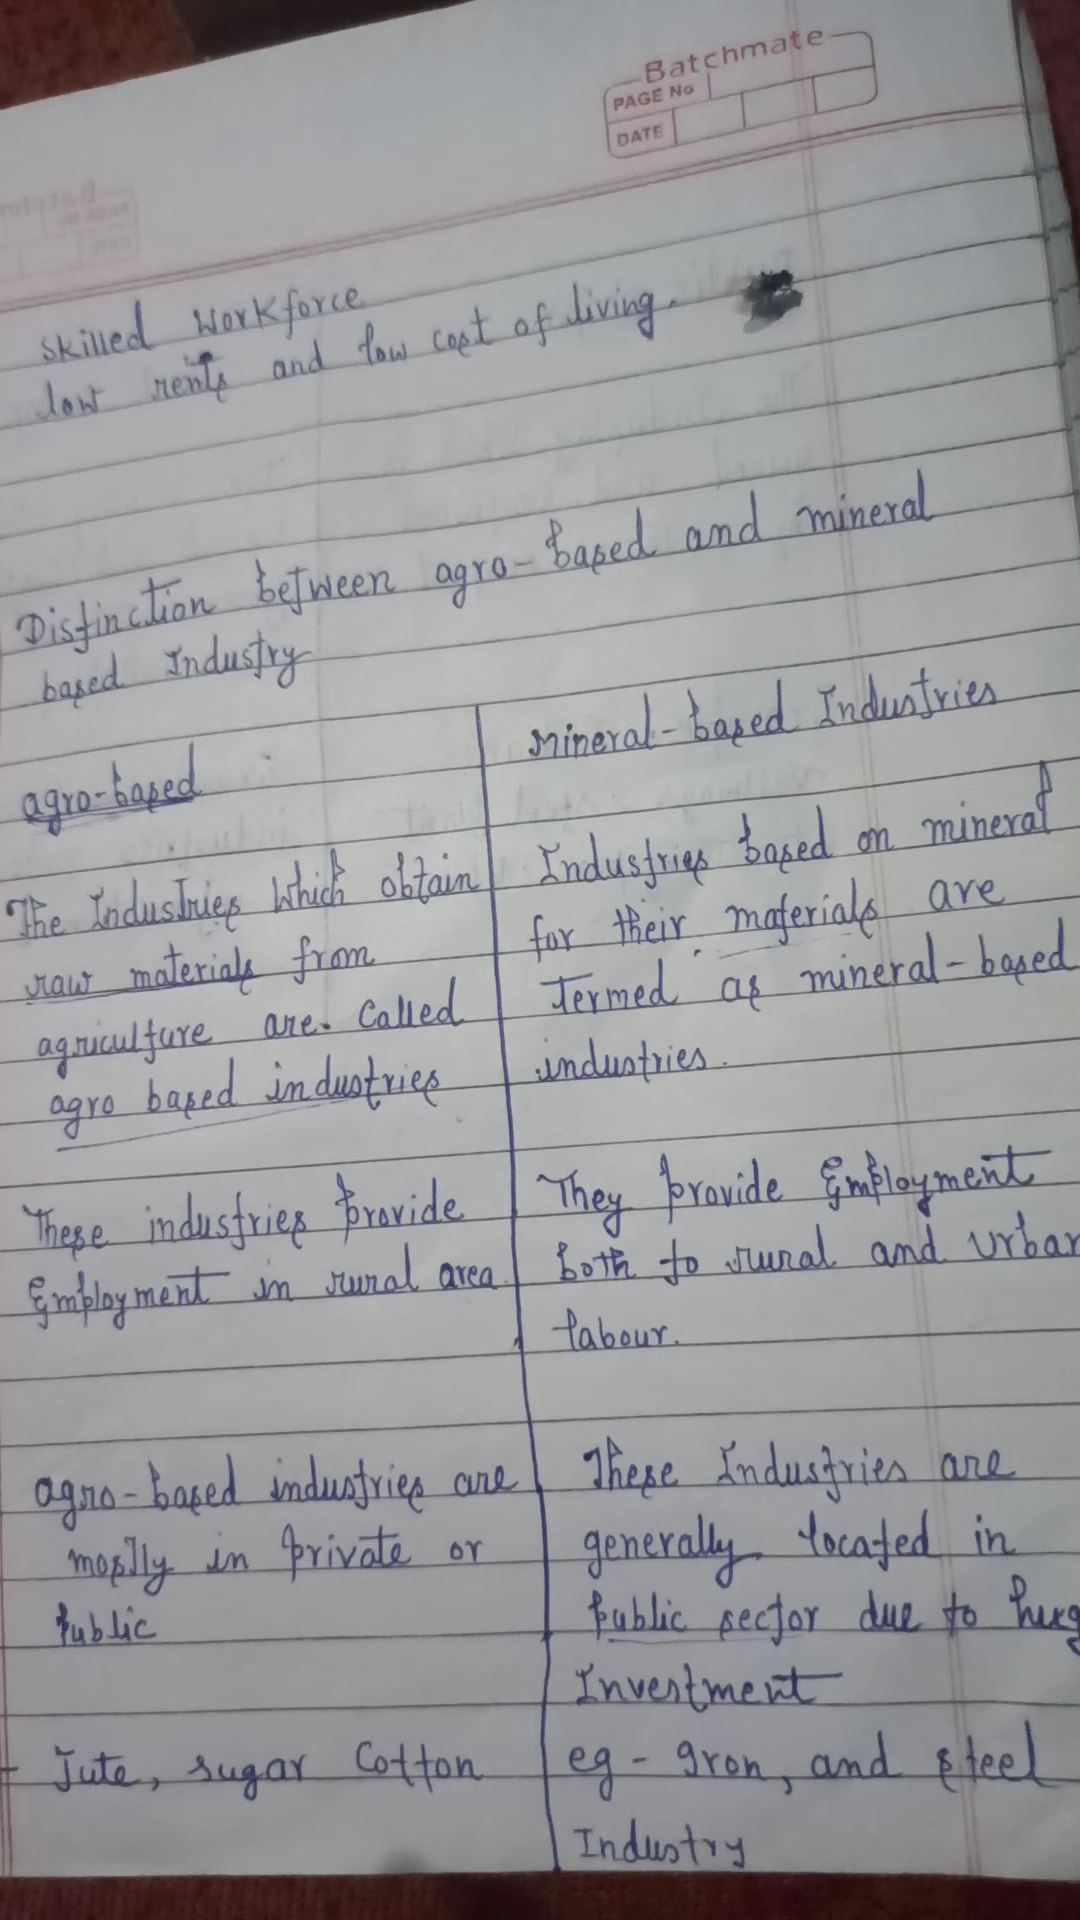 Batchmate
PAGE No
DATE
skilled workforce
low rents and low cost of living.
Distinction between agro-based and mineral
based Industry
agro-based
The Industries which obtain
raw materials from
agriculture are called
agro based industries
These industries provide
Employment in rural area.
agro-based industries are
mostly in private or
public
Jute, sugar Cotton
Mineral-based Industries
Industries based on mineral
for their materials are
termed as mineral-based
industries.
They provide Employment
both to rural and urban
labour.
These Industries are
generally located in
public sector due to hug
Investment
eg - Iron, and steel
Industry